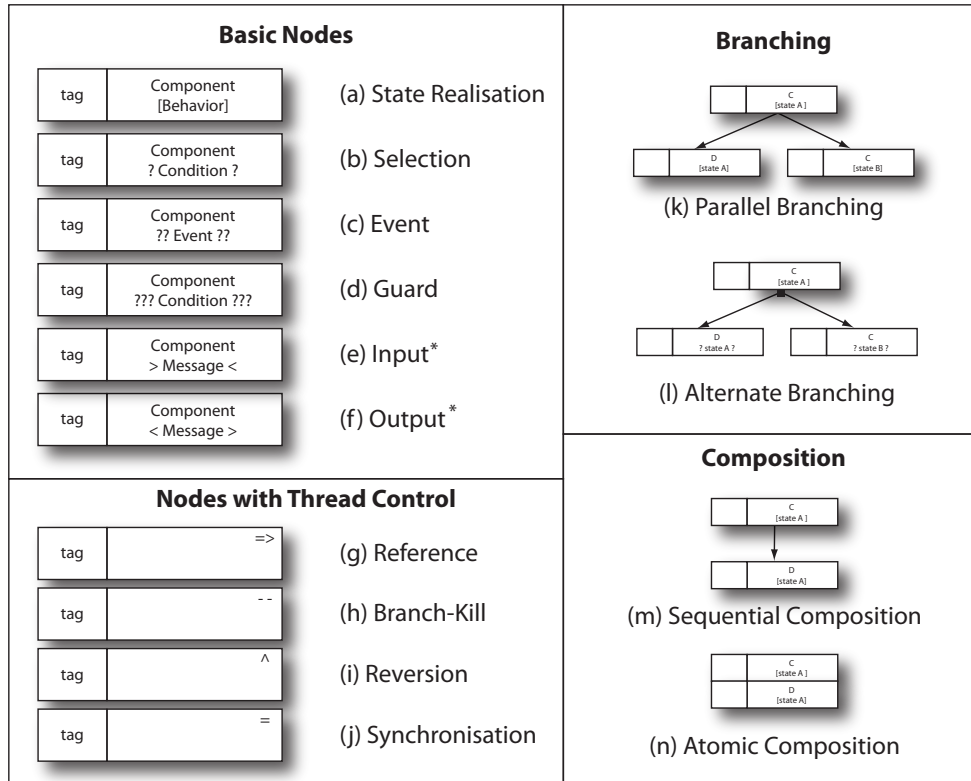 Basic Nodes
tag
Component
[Behavior]
(a) State Realisation
tag
Component
? Condition ?
(b) Selection
tag
Component
?? Event ??
(c) Event
tag
Component
??? Condition ???
(d) Guard
tag
Component
> Message <
(e) Input*
tag
Component
< Message >
(f) Output*
Nodes with Thread Control
tag
=>
(g) Reference
tag
--
(h) Branch-Kill
tag
^
(i) Reversion
tag
=
(j) Synchronisation
Branching
C
[state A ]
D
[state A]
C
[state B]
(k) Parallel Branching
C
[state A ]
D
? state A ?
C
? state B ?
(l) Alternate Branching
Composition
C
[state A ]
D
[state A]
(m) Sequential Composition
C
[state A ]
D
[state A]
(n) Atomic Composition